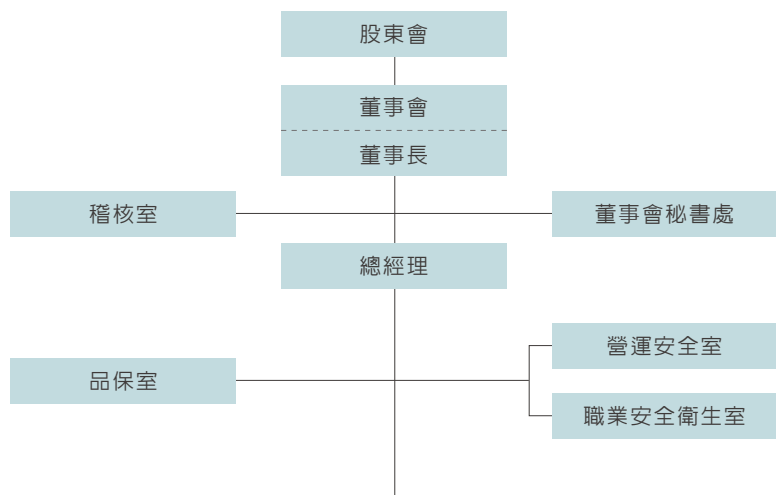 股東會
董事會
董事長
稽核室
董事會秘書處
總經理
營運安全室
品保室
職業安全衛生室